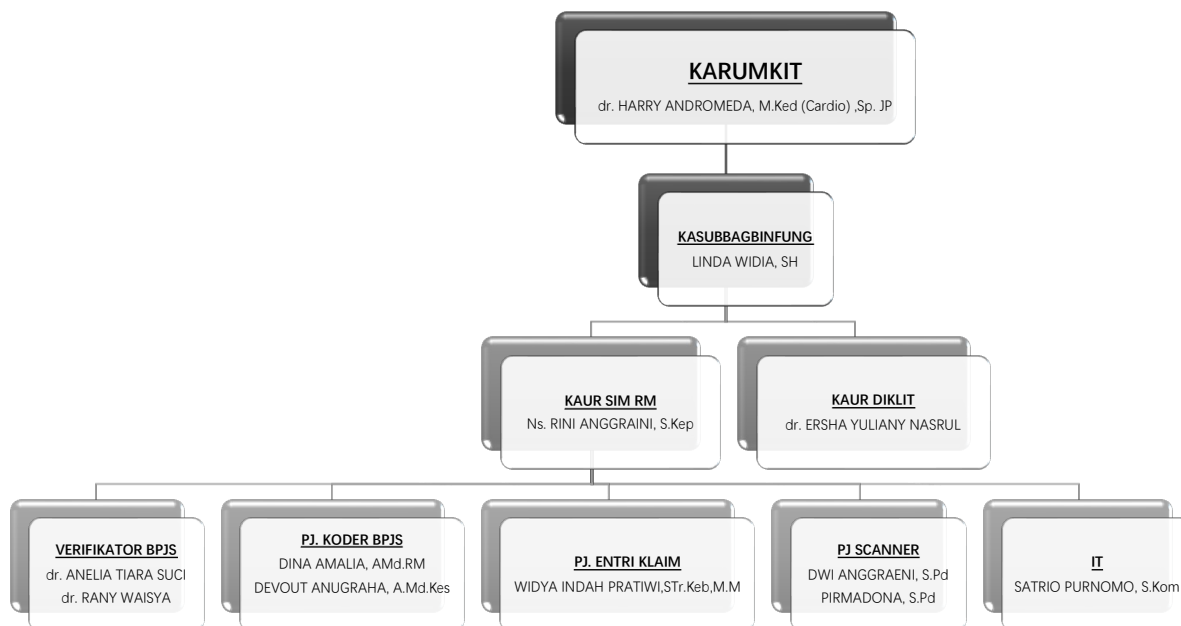 KARUMKIT
dr. HARRY ANDROMEDA, M.Ked (Cardio) ,Sp. JP
KASUBBAGBINFUNG
LINDA WIDIA, SH
KAUR SIM RM
Ns. RINI ANGGRAINI, S.Kep
KAUR DIKLIT
dr. ERSHA YULIANY NASRUL
VERIFIKATOR BPJS
dr. ANELIA TIARA SUCI
dr. RANY WAISYA
PJ. KODER BPJS
DINA AMALIA, AMd.RM
DEVOUT ANUGRAHA, A.Md.Kes
PJ. ENTRI KLAIM
WIDYA INDAH PRATIWI,STr.Keb,M.M
PJ SCANNER
DWI ANGGRAENI, S.Pd
PIRMADONA, S.Pd
IT
SATRIO PURNOMO, S.Kom